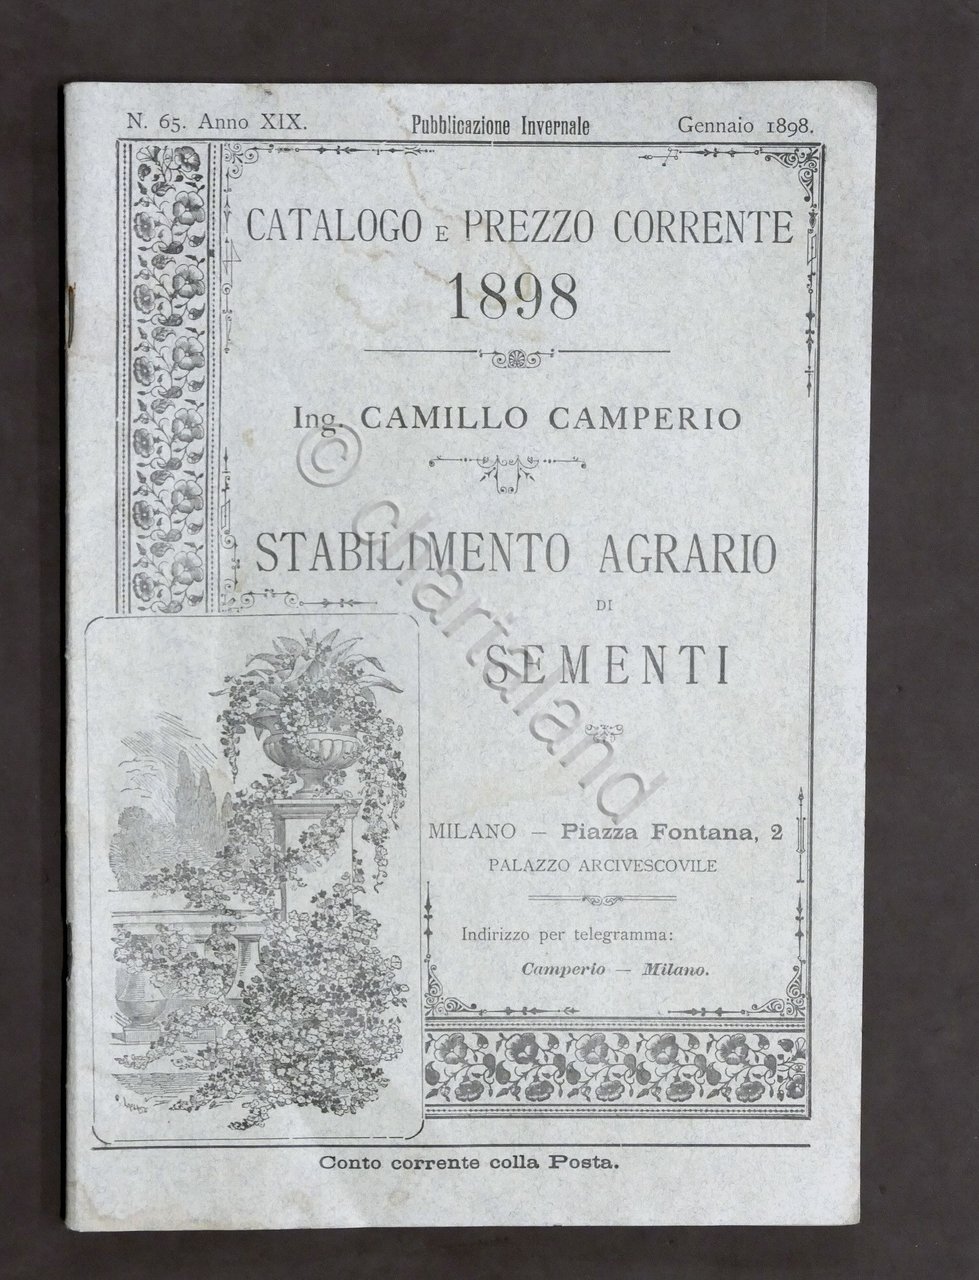 N. 65. Anno XIX. Pubblicazione Invernale Gennaio 1898.
CATALOGO E PREZZO CORRENTE
1898
Ing. CAMILLO CAMPERIO
STABILIMENTO AGRARIO
DI
SEMENTI
MILANO — Piazza Fontana, 2
PALAZZO ARCIVESCOVILE
Indirizzo per telegramma:
Camperio — Milano.
Conto corrente colla Posta.
© chartaland